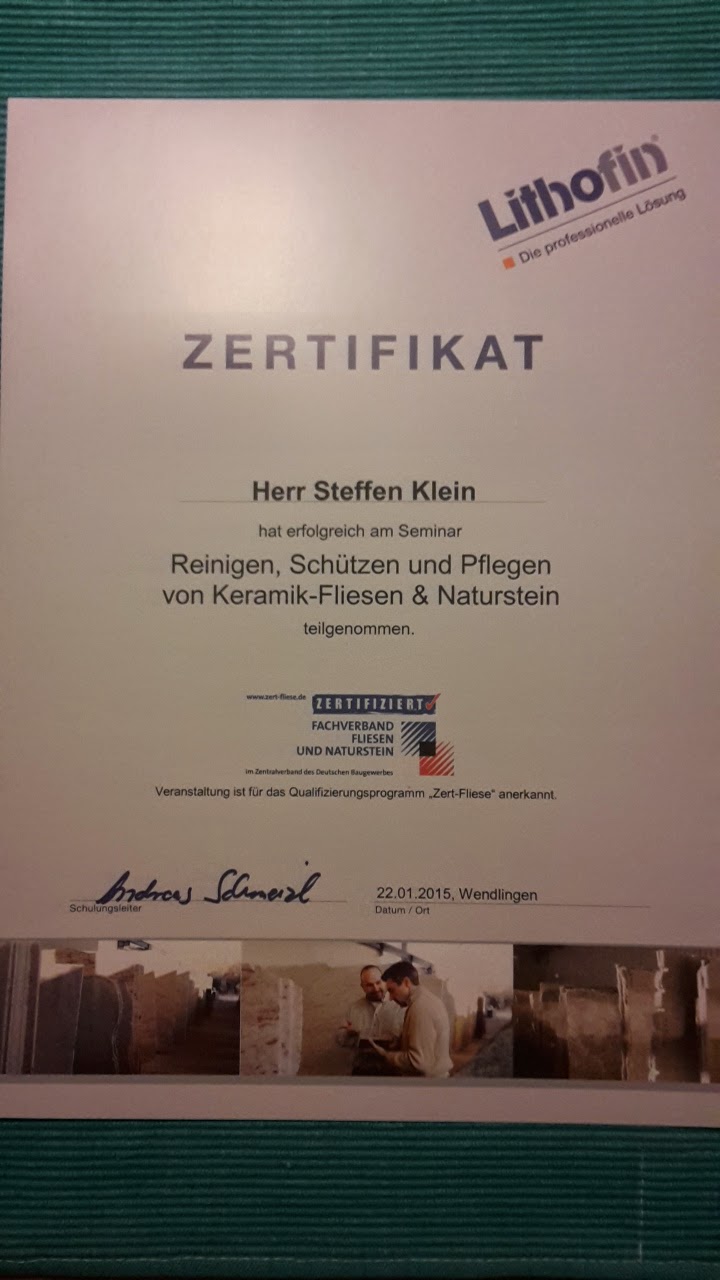 Lithofin®
Die professionelle Lösung
ZERTIFIKAT
Herr Steffen Klein
hat erfolgreich am Seminar
Reinigen, Schützen und Pflegen
von Keramik-Fliesen & Naturstein
teilgenommen.
www.zert-fliese.de ZERTIFIZIERT
FACHVERBAND
FLIESEN
UND NATURSTEIN
im Zentralverband des Deutschen Baugewerbes
Veranstaltung ist für das Qualifizierungsprogramm „Zert-Fliese“ anerkannt.
Andreas
22.01.2015, Wendlingen
Schulungsleiter
Datum / Ort